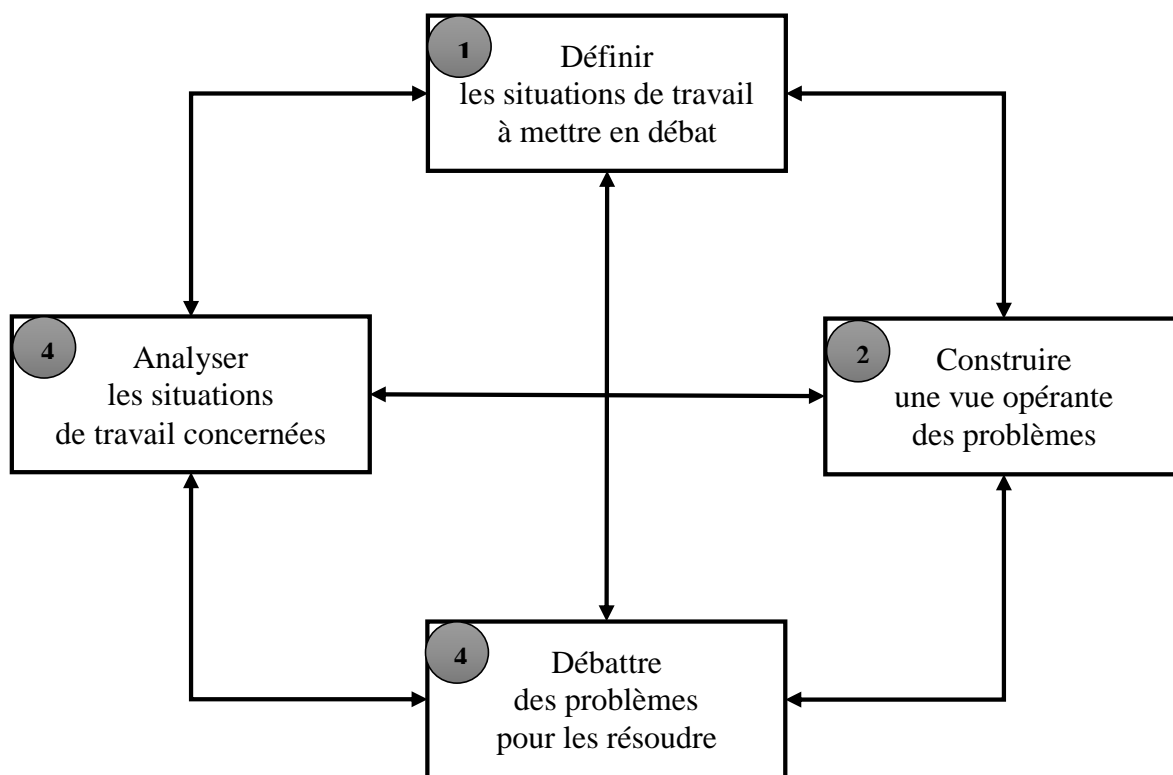 1
Définir
les situations de travail
à mettre en débat
4
Analyser
les situations
de travail concernées
2
Construire
une vue opérante
des problèmes
4
Débattre
des problèmes
pour les résoudre